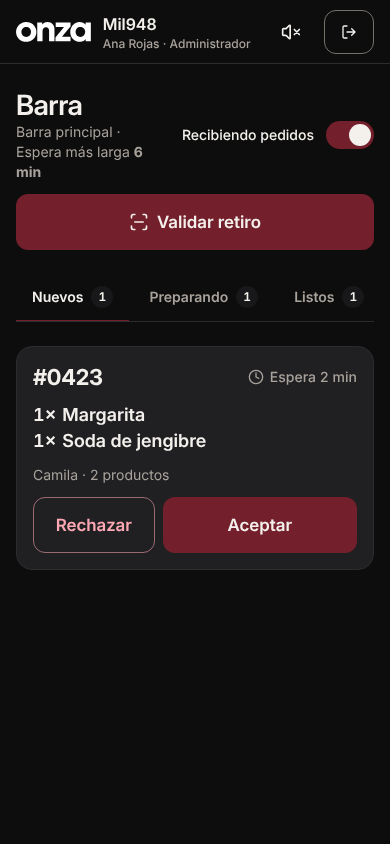 onza
Mil948
Ana Rojas · Administrador
Barra
Barra principal ·
Espera más larga 6
min
Recibiendo pedidos
Validar retiro
Nuevos 1
Preparando 1
Listos 1
#0423
Espera 2 min
1× Margarita
1× Soda de jengibre
Camila · 2 productos
Rechazar
Aceptar